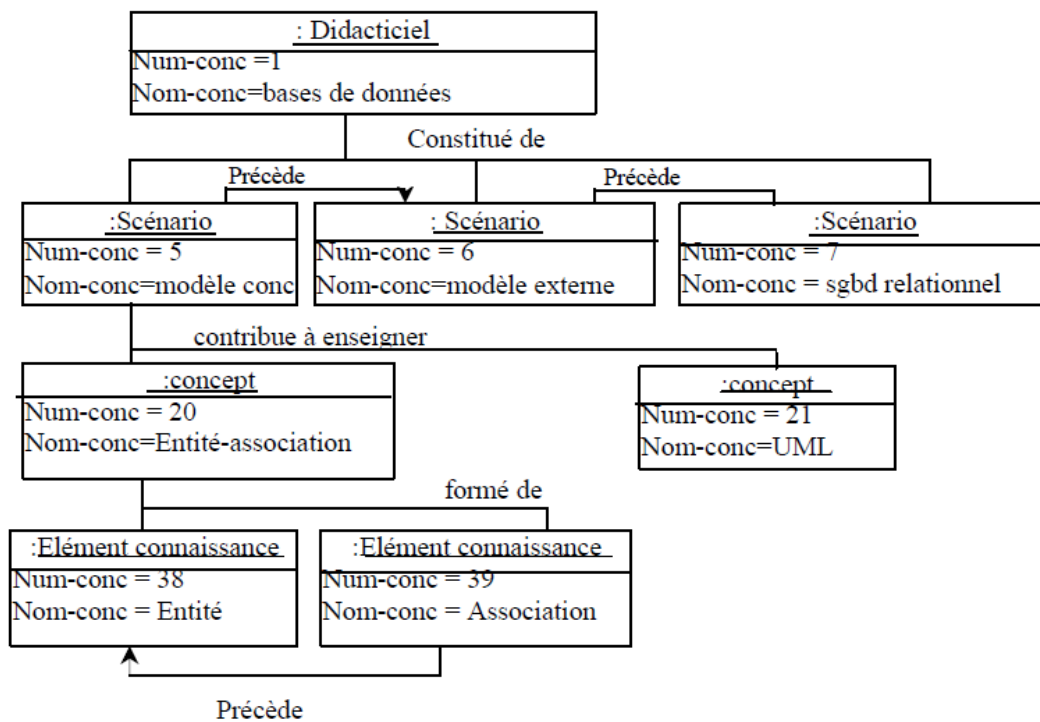 : Didacticiel
Num-conc =1
Nom-conc=bases de données
Constitué de
Précède
Précède
:Scénario
Num-conc = 5
Nom-conc=modèle conc
: Scénario
Num-conc = 6
Nom-conc=modèle externe
:Scénario
Num-conc = 7
Nom-conc = sgbd relationnel
contribue à enseigner
:concept
Num-conc = 20
Nom-conc=Entité-association
:concept
Num-conc = 21
Nom-conc=UML
formé de
:Elément connaissance
Num-conc = 38
Nom-conc = Entité
:Elément connaissance
Num-conc = 39
Nom-conc = Association
Précède